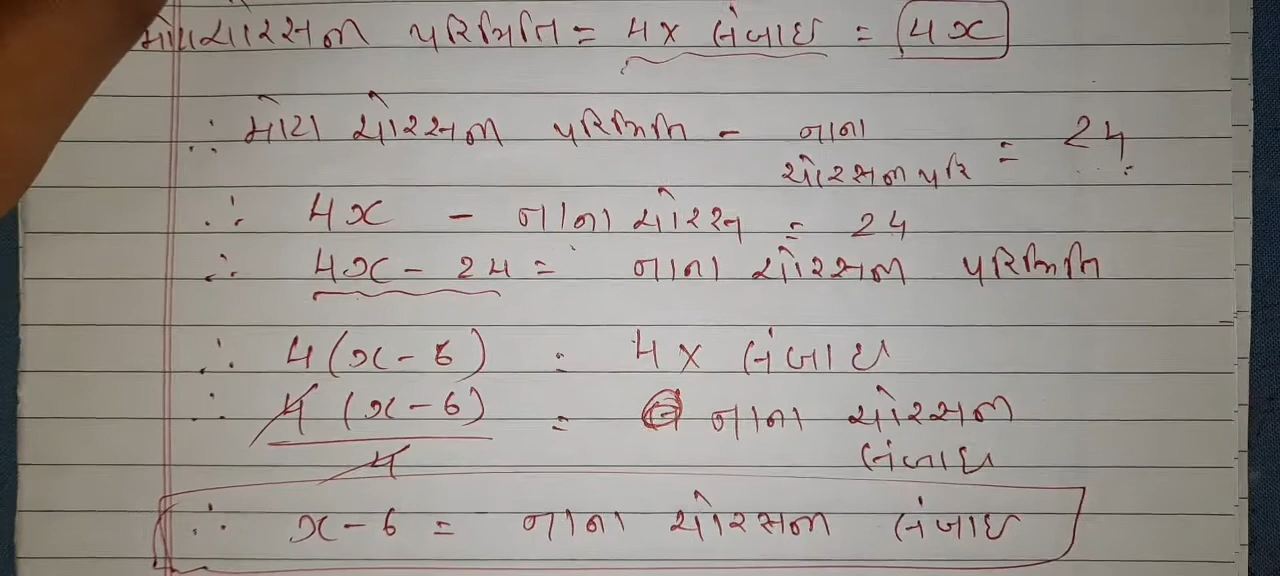 મોટા ચોરસની પરિમિતિ = 4 × લંબાઇ = 4x
∴ મોટા ચોરસની પરિમિતિ - નાના ચોરસની પરિ = 24
∴ 4x - નાના ચોરસ = 24
∴ 4x - 24 = નાના ચોરસની પરિમિતિ
∴ 4(x - 6) = 4 × લંબાઇ
∴ 4(x - 6) / 4 = નાના ચોરસની લંબાઇ
∴ x - 6 = નાના ચોરસની લંબાઇ